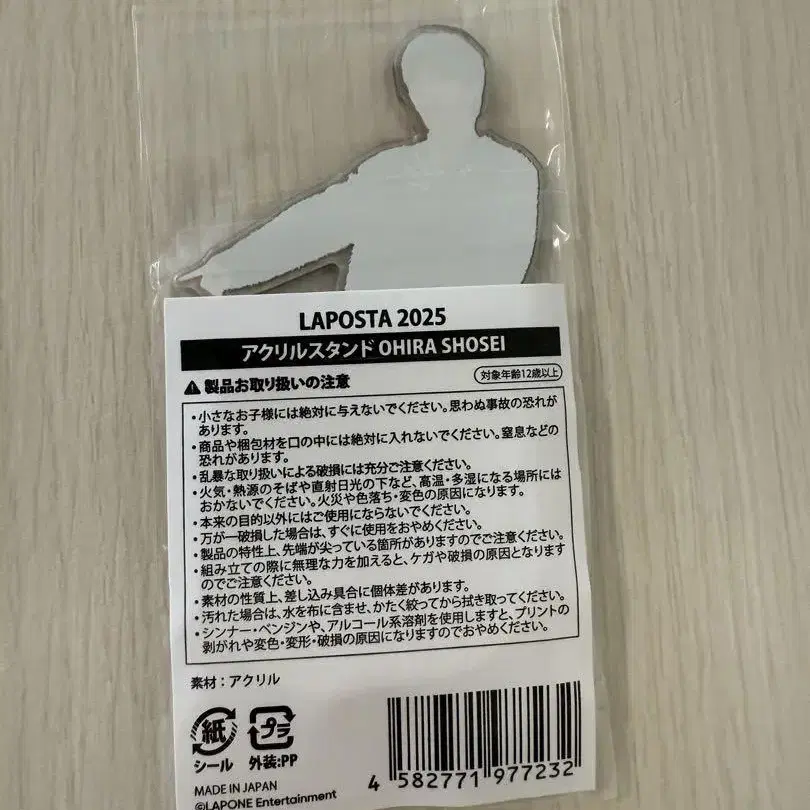 LAPOSTA 2025
アクリルスタンド OHIRA SHOSEI
製品お取り扱いの注意
対象年齢12歳以上
・小さなお子様には絶対に与えないでください。思わぬ事故の恐れが
あります。
・商品や梱包材を口の中には絶対に入れないでください。窒息などの
恐れがあります。
・乱暴な取り扱いによる破損には充分ご注意ください。
・火気・熱源のそばや直射日光の下など、高温・多湿になる場所には
おかないでください。火災や色落ち・変色の原因になります。
・本来の目的以外にはご使用にならないでください。
・万が一破損した場合は、すぐに使用をおやめください。
・製品の特性上、先端が尖っている箇所がありますのでご注意ください。
・組み立ての際に無理な力を加えると、ケガや破損の原因となります
のでご注意ください。
・素材の性質上、差し込み具合に個体差があります。
・汚れた場合は、水を布に含ませ、かたく絞ってから拭き取ってください。
・シンナー・ベンジンや、アルコール系溶剤を使用しますと、プリントの
剥がれや変色・変形・破損の原因になりますのでおやめください。
素材：アクリル
紙
プラ
シール
外装:PP
MADE IN JAPAN
©LAPONE Entertainment
4 582771 977232